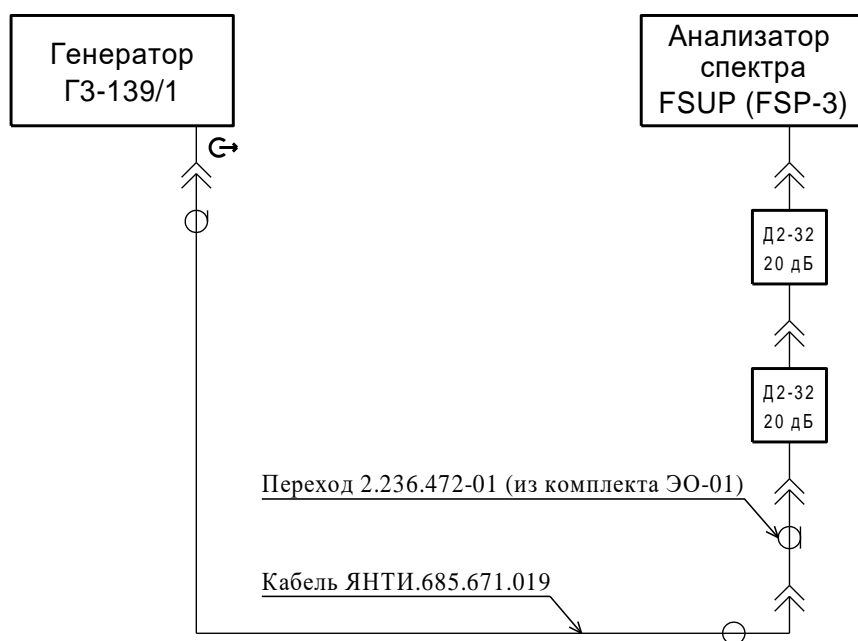 Генератор
Г3-139/1
Анализатор
спектра
FSUP (FSP-3)
Д2-32
20 дБ
Д2-32
20 дБ
Переход 2.236.472-01 (из комплекта ЭО-01)
Кабель ЯНТИ.685.671.019